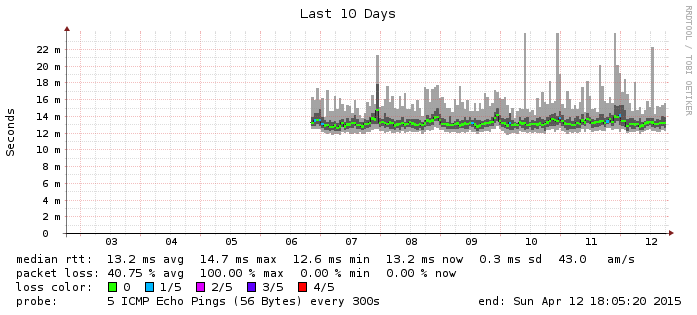 Last 10 Days
RRDTOOL / TOBI OETIKER
Seconds
22 m
20 m
18 m
16 m
14 m
12 m
10 m
8 m
6 m
4 m
2 m
0
03 04 05 06 07 08 09 10 11 12
median rtt: 13.2 ms avg 14.7 ms max 12.6 ms min 13.2 ms now 0.3 ms sd 43.0 am/s
packet loss: 40.75 % avg 100.00 % max 0.00 % min 0.00 % now
loss color: 0 1/5 2/5 3/5 4/5
probe: 5 ICMP Echo Pings (56 Bytes) every 300s end: Sun Apr 12 18:05:20 2015